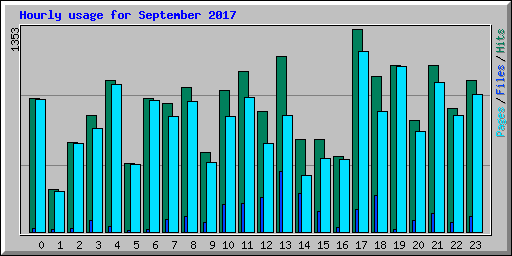 Hourly usage for September 2017
1353
Pages/Files/Hits
0 1 2 3 4 5 6 7 8 9 10 11 12 13 14 15 16 17 18 19 20 21 22 23